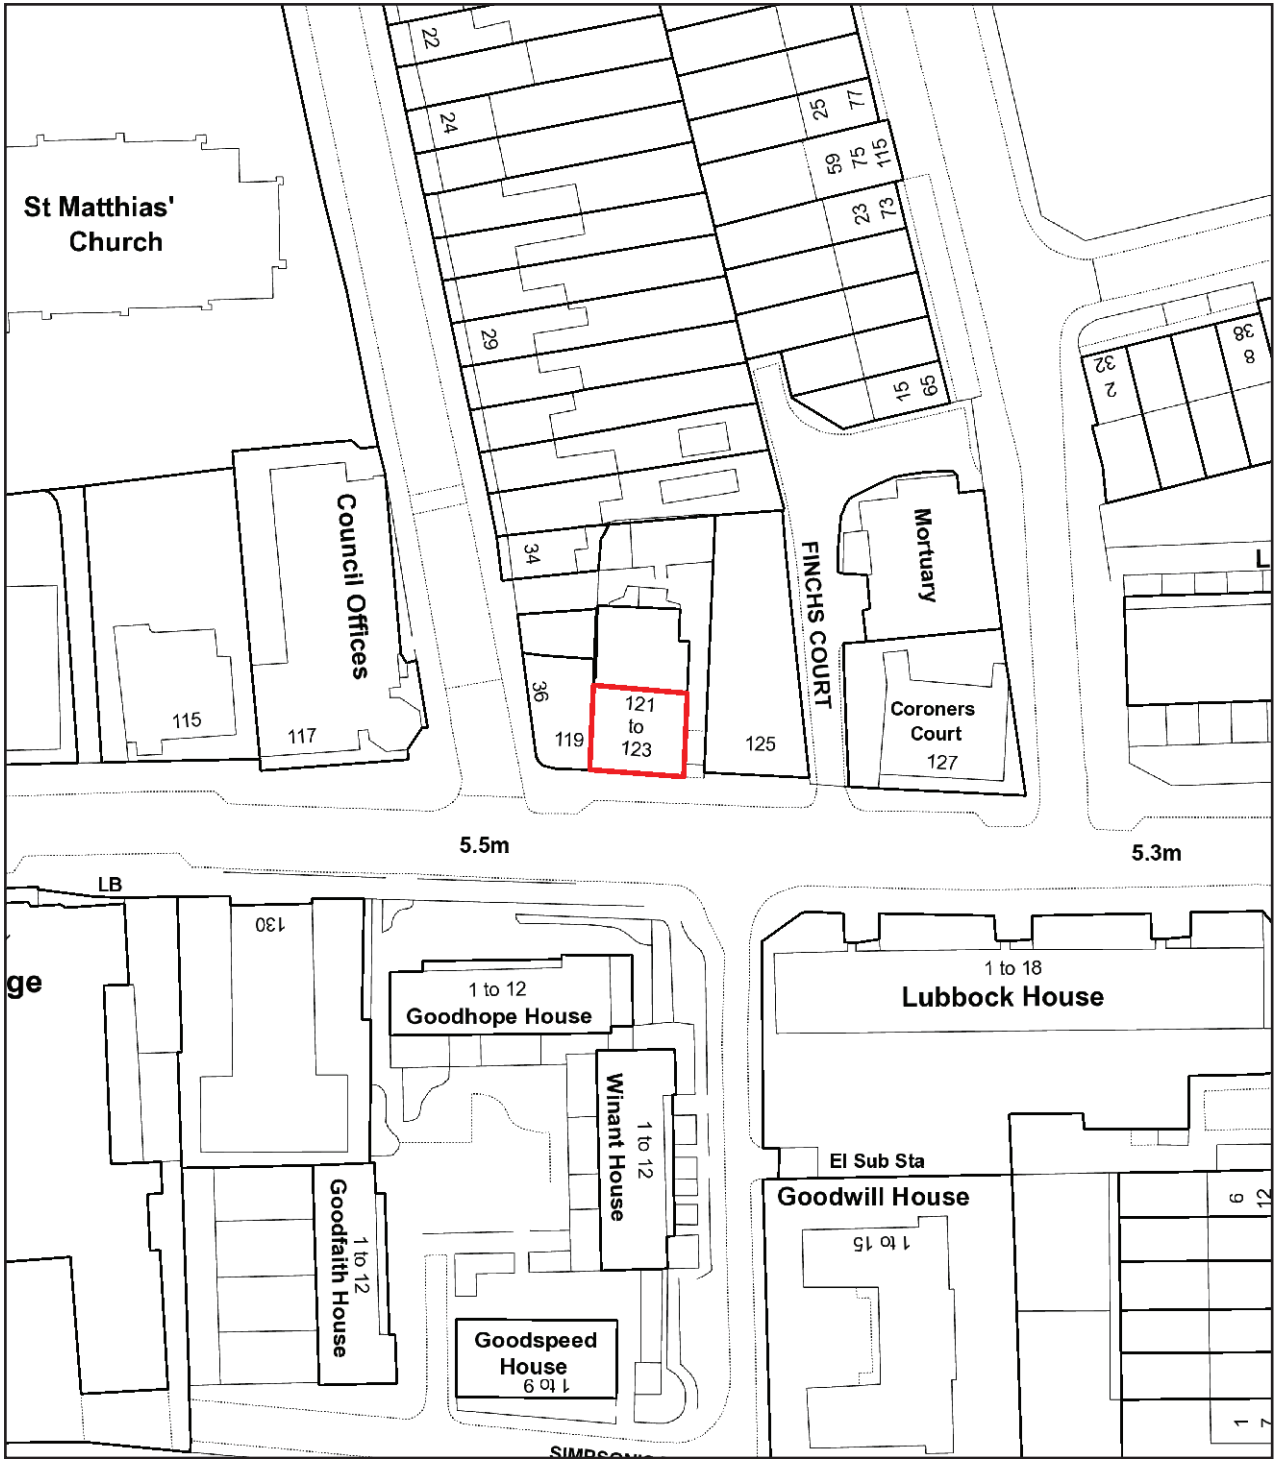 22
24
25
77
59
75
115
23
73
St Matthias'
Church
29
15
65
32
2
38
8
34
Council Offices
Mortuary
FINCHS COURT
L
36
115
117
119
121
to
123
125
Coroners
Court
127
5.5m
5.3m
LB
130
ge
1 to 12
Goodhope House
1 to 18
Lubbock House
Winant House
1 to 12
El Sub Sta
Goodwill House
1 to 15
6
12
Goodfaith House
1 to 12
Goodspeed
House
1 to 9
1
7